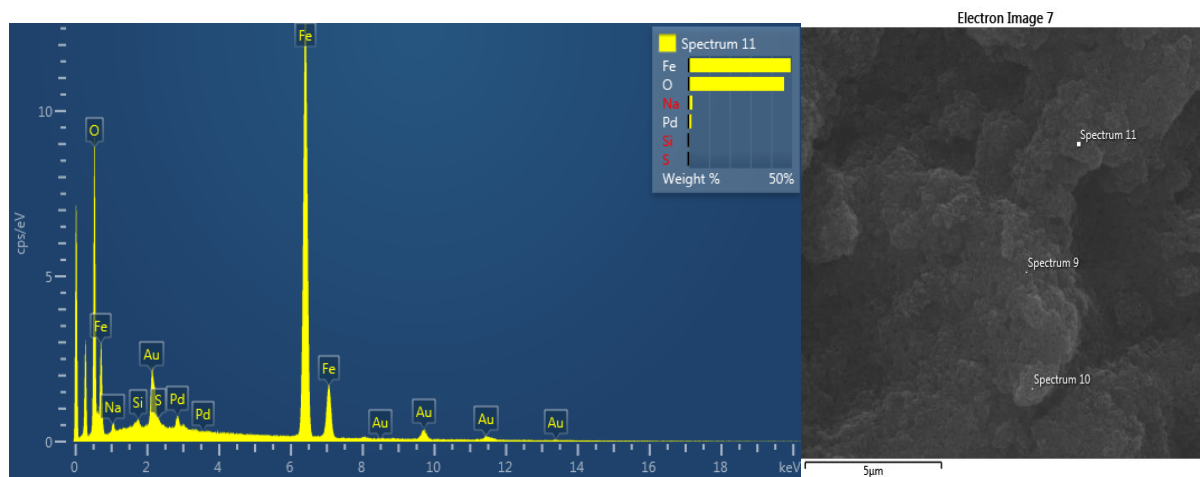 Electron Image 7
Spectrum 11
Fe
O
Na
Pd
Si
S
Weight % 50%
cps/eV
10
5
0
Fe
O
Fe
Na
Si
Au
S
Pd
Pd
Fe
Au
Au
Au
Au
0 2 4 6 8 10 12 14 16 18 keV
Spectrum 11
Spectrum 9
Spectrum 10
5µm